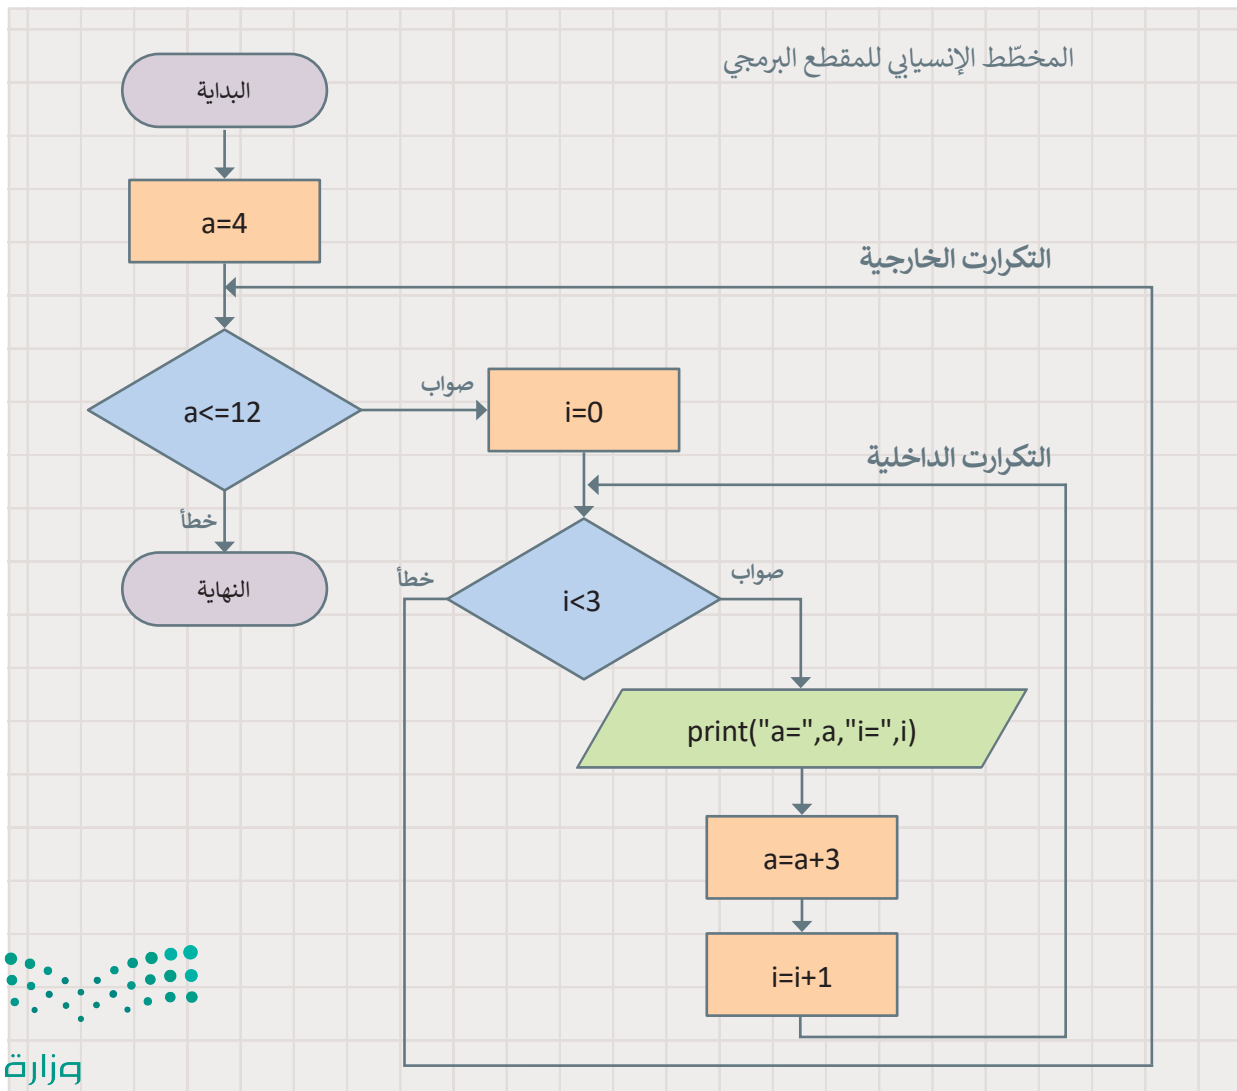 المخطّط الإنسيابي للمقطع البرمجي
البداية
a=4
التكرارت الخارجية
a<=12
صواب
i=0
التكرارت الداخلية
خطأ
النهاية
خطأ
i<3
صواب
print("a=",a,"i=",i)
a=a+3
i=i+1
وزارة